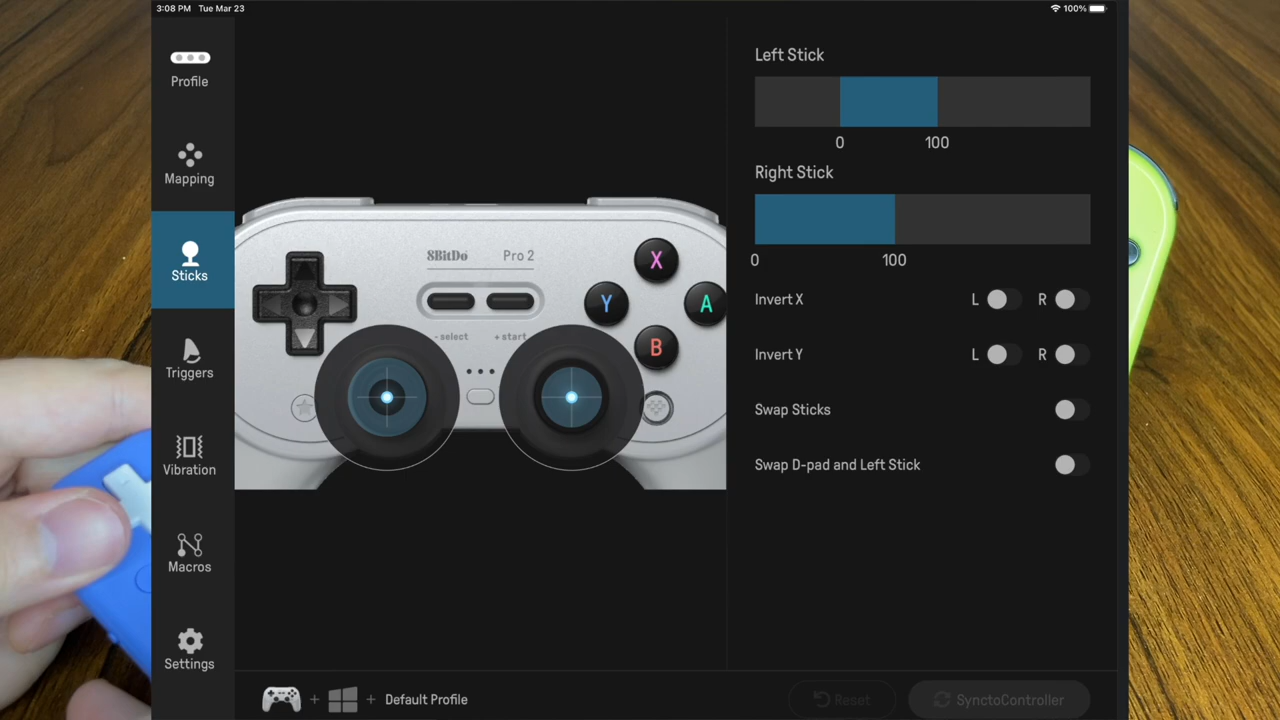 3:08 PM Tue Mar 23
100%
Profile
Mapping
Sticks
Triggers
Vibration
Macros
Settings
8BitDo Pro 2
X
Y
A
B
- select
+ start
Left Stick
0 100
Right Stick
0 100
Invert X L R
Invert Y L R
Swap Sticks
Swap D-pad and Left Stick
+ + Default Profile
Reset
SynctoController